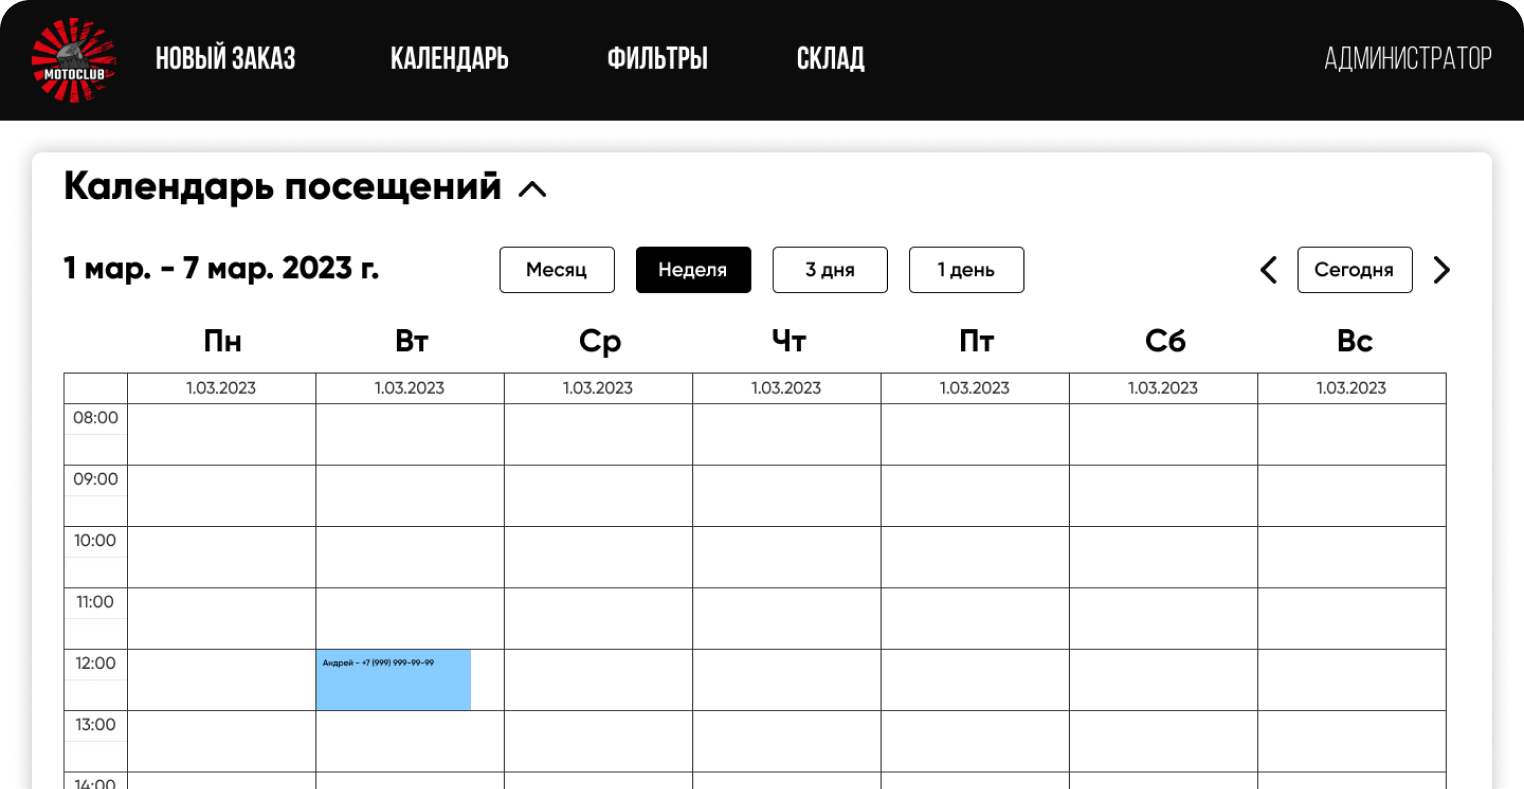 MOTOCLUB
НОВЫЙ ЗАКАЗ КАЛЕНДАРЬ ФИЛЬТРЫ СКЛАД АДМИНИСТРАТОР
Календарь посещений
1 мар. - 7 мар. 2023 г. Месяц Неделя 3 дня 1 день Сегодня
Пн Вт Ср Чт Пт Сб Вс
1.03.2023 1.03.2023 1.03.2023 1.03.2023 1.03.2023 1.03.2023 1.03.2023
08:00
09:00
10:00
11:00
12:00 Андрей - +7 (999) 999-99-99
13:00
14:00